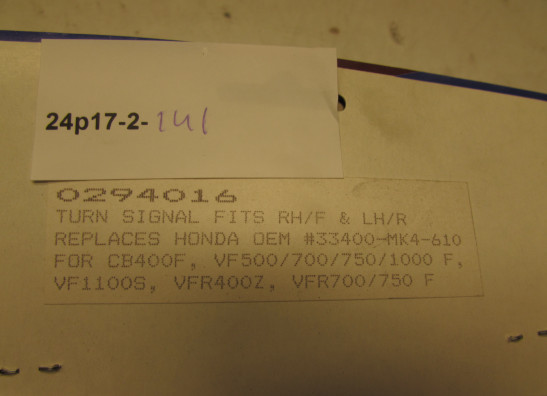 24p17-2-141
0294016
TURN SIGNAL FITS RH/F & LH/R
REPLACES HONDA OEM #33400-MK4-610
FOR CB400F, VF500/700/750/1000 F,
VF1100S, VFR400Z, VFR700/750 F